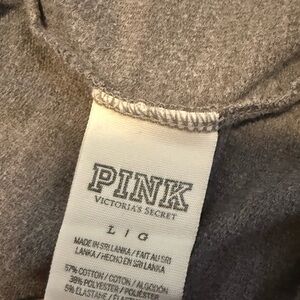 PINK
VICTORIA'S SECRET
L / G
MADE IN SRI LANKA / FAIT AU SRI
LANKA / HECHO EN SRI LANKA
57% COTTON / COTON / ALGODÓN
38% POLYESTER / POLIÉSTER
5% ELASTANE /